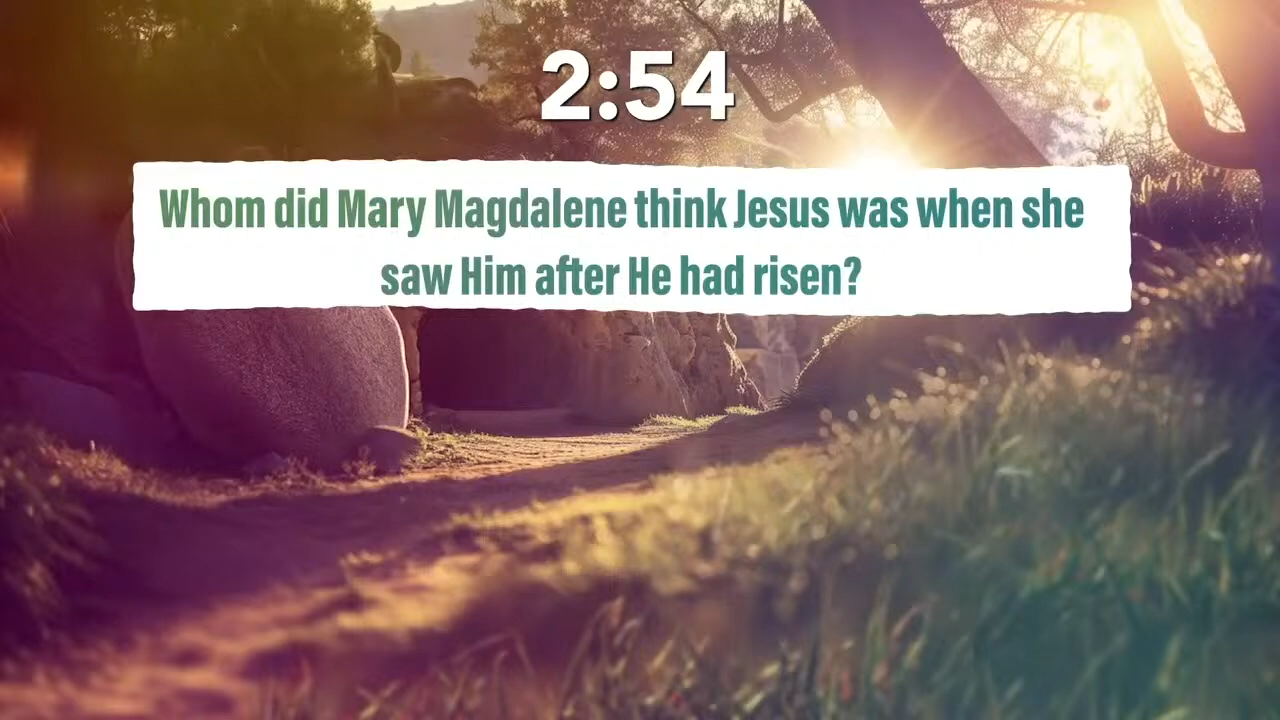 2:54
Whom did Mary Magdalene think Jesus was when she
saw Him after He had risen?